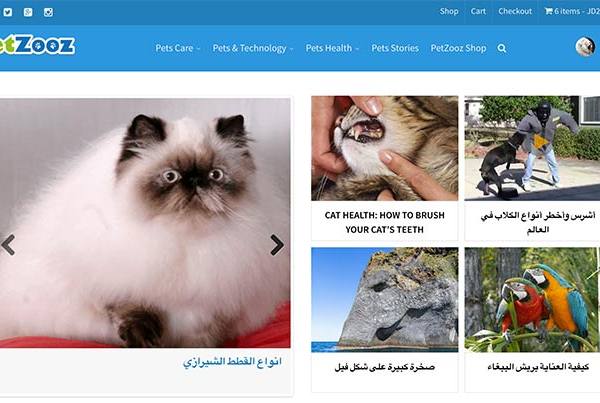 Shop Cart Checkout 6 items - JD2
etZooz
Pets Care Pets & Technology Pets Health Pets Stories PetZooz Shop
CAT HEALTH: HOW TO BRUSH
YOUR CAT'S TEETH
أشرس وأخطر أنواع الكلاب في
العالم
انواع القطط الشيرازي
صخرة كبيرة على شكل فيل
كيفية العناية بريش الببغاء